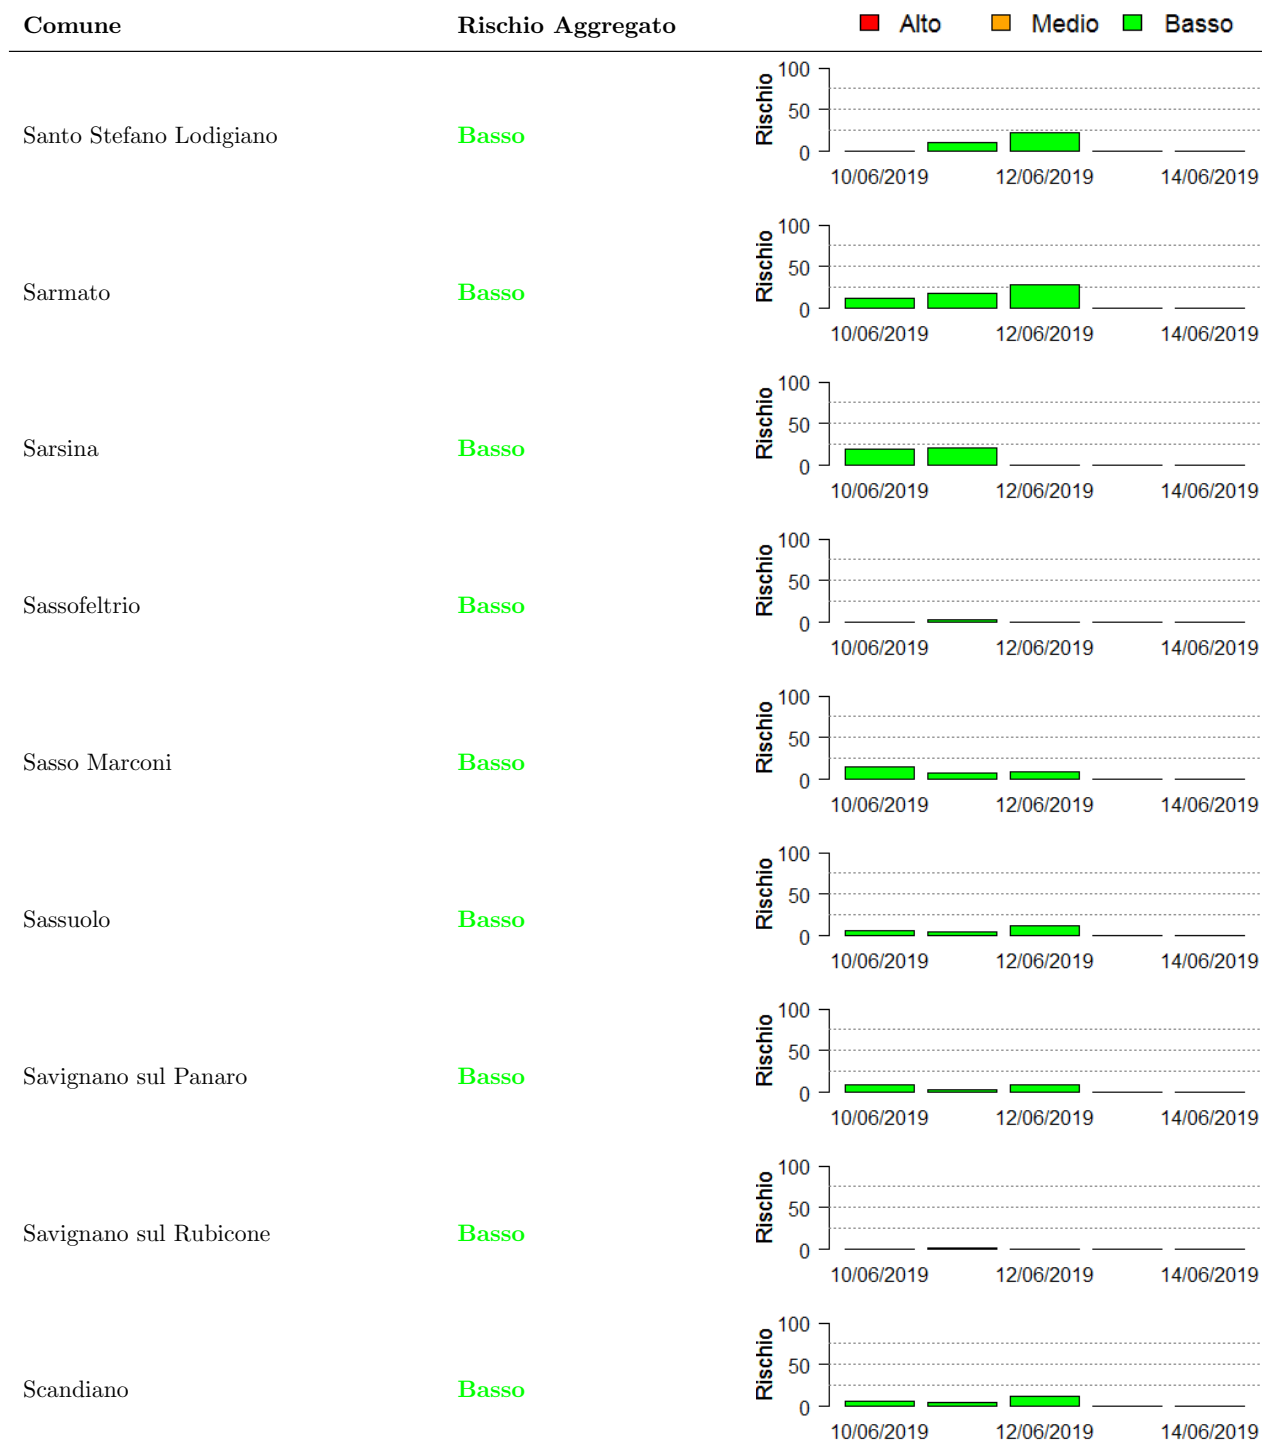 Comune Rischio Aggregato Alto Medio Basso
Santo Stefano Lodigiano Basso
Rischio
100
50
0
10/06/2019 12/06/2019 14/06/2019
Sarmato Basso
Rischio
100
50
0
10/06/2019 12/06/2019 14/06/2019
Sarsina Basso
Rischio
100
50
0
10/06/2019 12/06/2019 14/06/2019
Sassofeltrio Basso
Rischio
100
50
0
10/06/2019 12/06/2019 14/06/2019
Sasso Marconi Basso
Rischio
100
50
0
10/06/2019 12/06/2019 14/06/2019
Sassuolo Basso
Rischio
100
50
0
10/06/2019 12/06/2019 14/06/2019
Savignano sul Panaro Basso
Rischio
100
50
0
10/06/2019 12/06/2019 14/06/2019
Savignano sul Rubicone Basso
Rischio
100
50
0
10/06/2019 12/06/2019 14/06/2019
Scandiano Basso
Rischio
100
50
0
10/06/2019 12/06/2019 14/06/2019